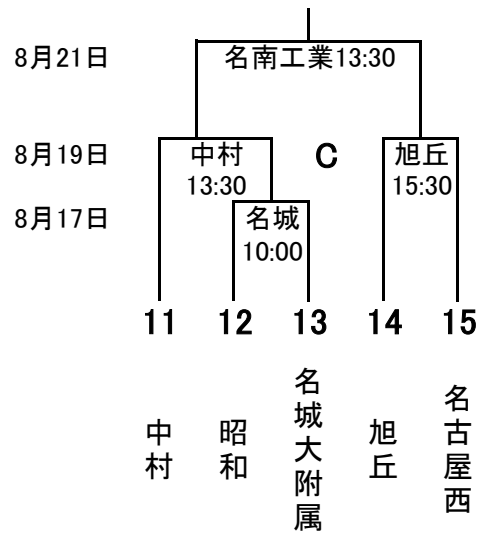 8月21日 名南工業13:30
8月19日 中村 C 旭丘
13:30 15:30
8月17日 名城
10:00
11 12 13 14 15
中村
昭和
名城大附属
旭丘
名古屋西